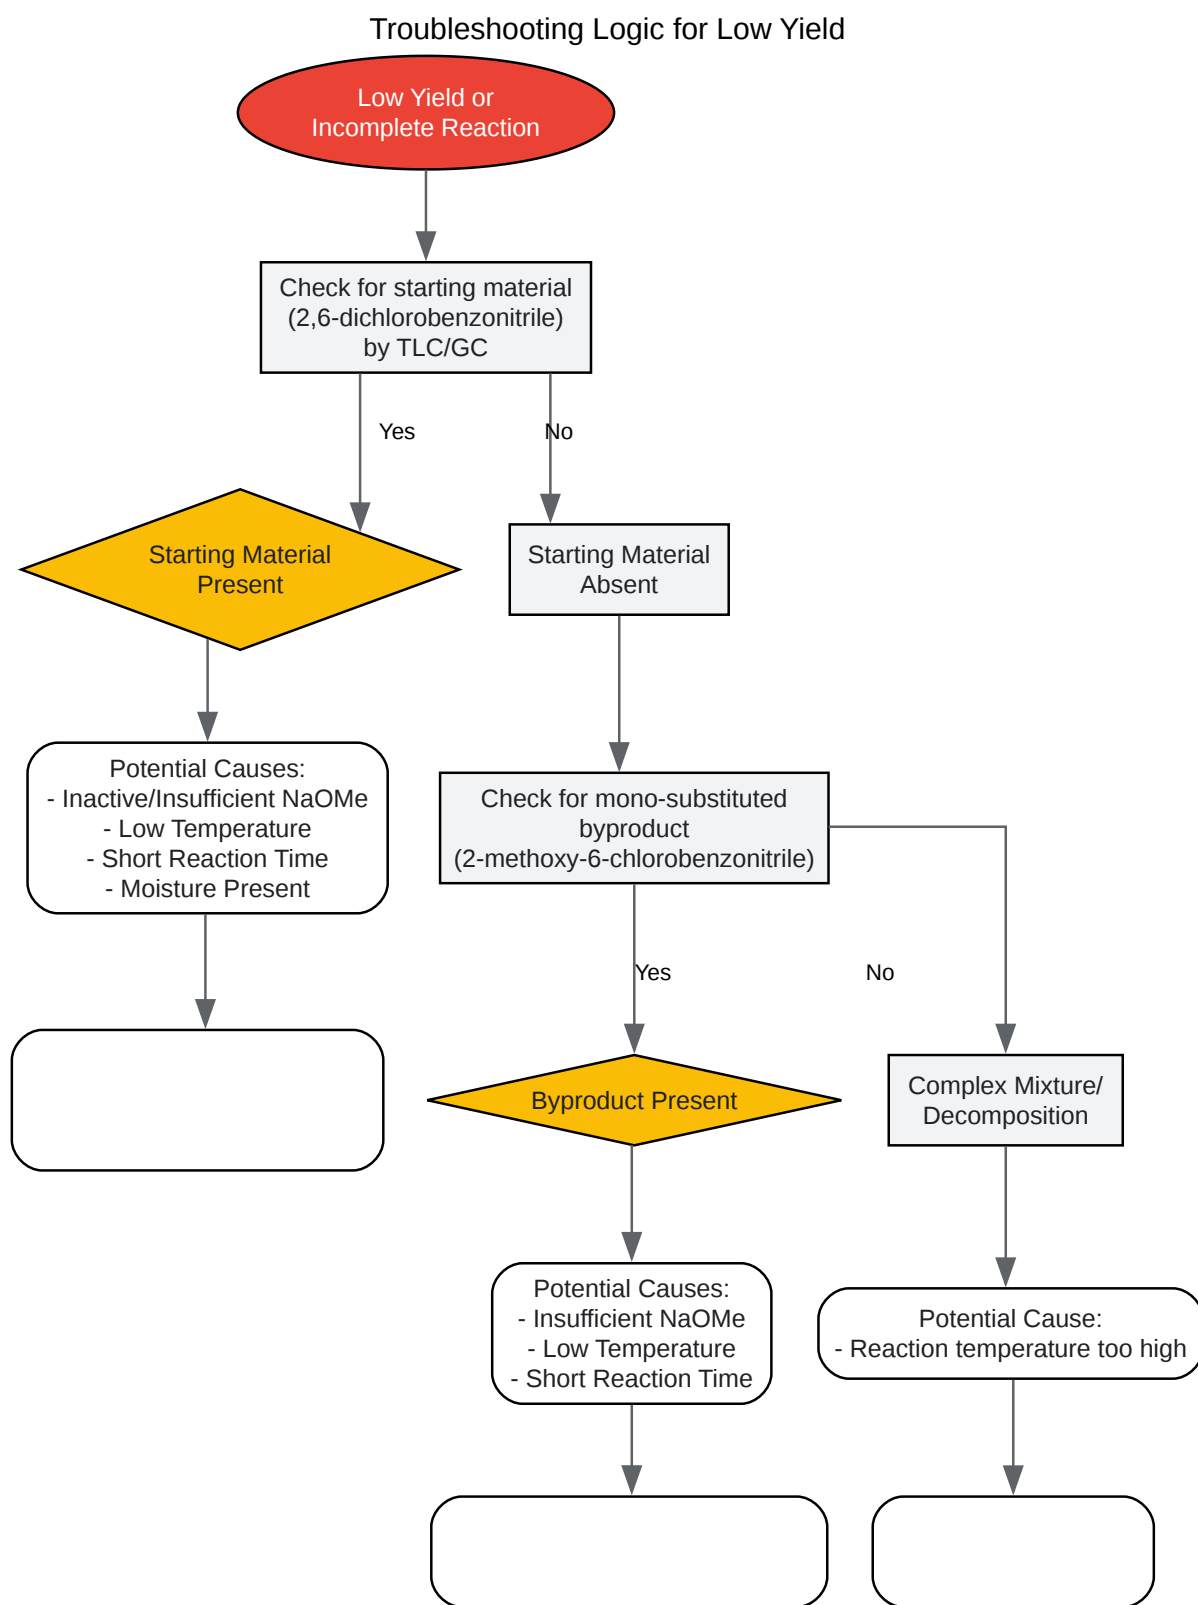 Troubleshooting Logic for Low Yield
Low Yield or
Incomplete Reaction
Check for starting material
(2,6-dichlorobenzonitrile)
by TLC/GC
Yes
No
Starting Material
Present
Starting Material
Absent
Potential Causes:
- Inactive/Insufficient NaOMe
- Low Temperature
- Short Reaction Time
- Moisture Present
Check for mono-substituted
byproduct
(2-methoxy-6-chlorobenzonitrile)
Yes
No
Byproduct Present
Complex Mixture/
Decomposition
Potential Causes:
- Insufficient NaOMe
- Low Temperature
- Short Reaction Time
Potential Cause:
- Reaction temperature too high